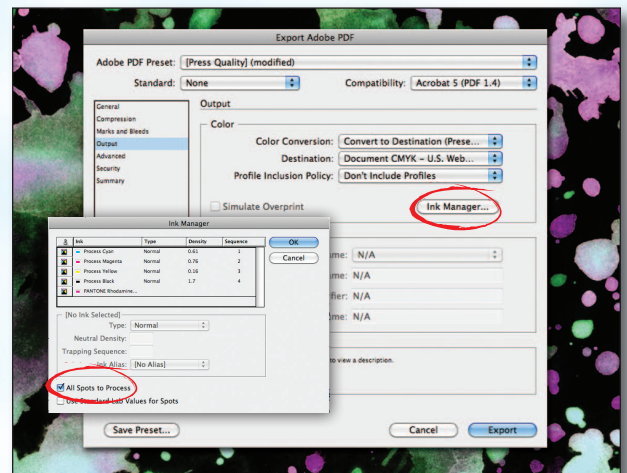 Export Adobe PDF
Adobe PDF Preset: [Press Quality] (modified)
Standard: None Compatibility: Acrobat 5 (PDF 1.4)
General
Compression
Marks and Bleeds
Output
Advanced
Security
Summary
Output
Color
Color Conversion: Convert to Destination (Prese...
Destination: Document CMYK – U.S. Web...
Profile Inclusion Policy: Don't Include Profiles
Simulate Overprint Ink Manager...
me: N/A
me: N/A
fier: N/A
me: N/A
to view a description.
Save Preset... Cancel Export
Ink Manager
Ink Type Density Sequence
Process Cyan Normal 0.61 1
Process Magenta Normal 0.76 2
Process Yellow Normal 0.16 3
Process Black Normal 1.7 4
PANTONE Rhodamine...
OK
Cancel
[No Ink Selected]
Type: Normal
Neutral Density:
Trapping Sequence:
Ink Alias: [No Alias]
All Spots to Process
Use Standard Lab Values for Spots